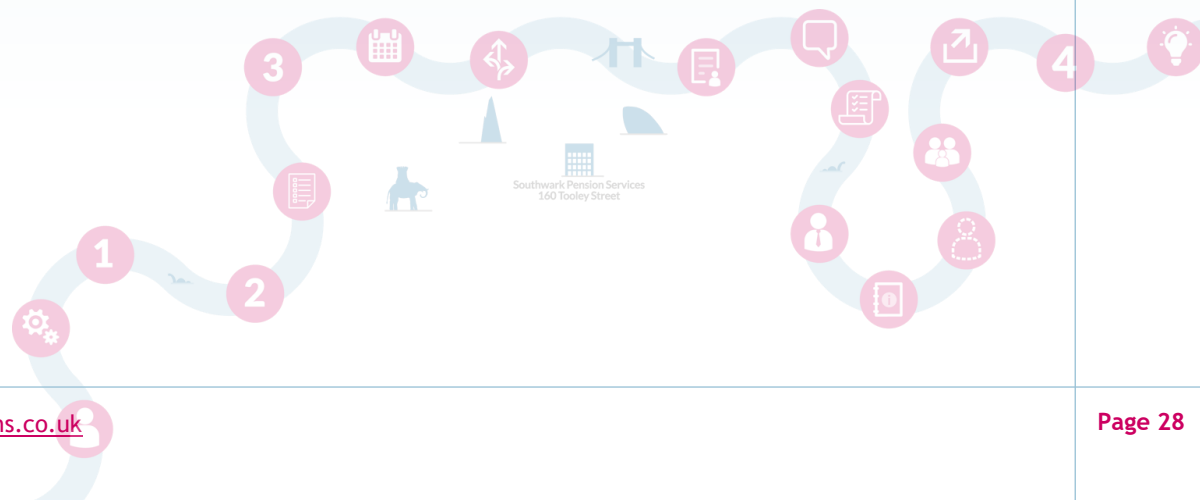 3
4
Southwark Pension Services
160 Tooley Street
1
2
ns.co.uk
Page 28